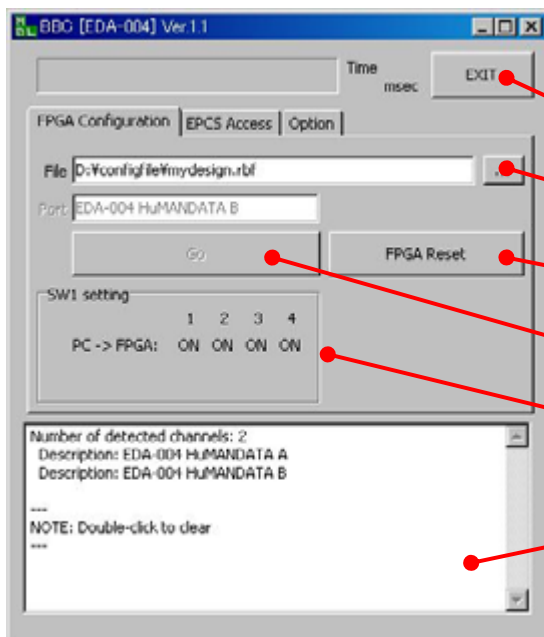 BBC [EDA-004] Ver.1.1
Time
msec
EXIT
FPGA Configuration EPCS Access Option
File D:¥configfile¥mydesign.rbf
Port EDA-004 HuMANDATA B
Go FPGA Reset
SW1 setting
1 2 3 4
PC -> FPGA: ON ON ON ON
Number of detected channels: 2
Description: EDA-004 HuMANDATA A
Description: EDA-004 HuMANDATA B
---
NOTE: Double-click to clear
---